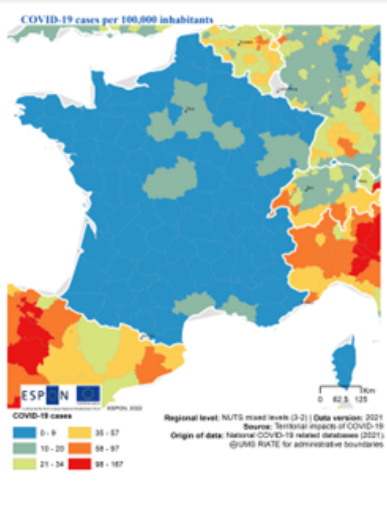 COVID-19 cases per 100,000 inhabitants
ESPON
ESPON, 2022
COVID-19 cases
0 - 9
10 - 20
21 - 34
35 - 57
58 - 97
98 - 167
0 62,5 125
Km
Regional level: NUTS mixed levels (3-2) | Data version: 2021
Source: Territorial impacts of COVID-19
Origin of data: National COVID-19 related databases (2021)
@UMS RIATE for administrative boundaries